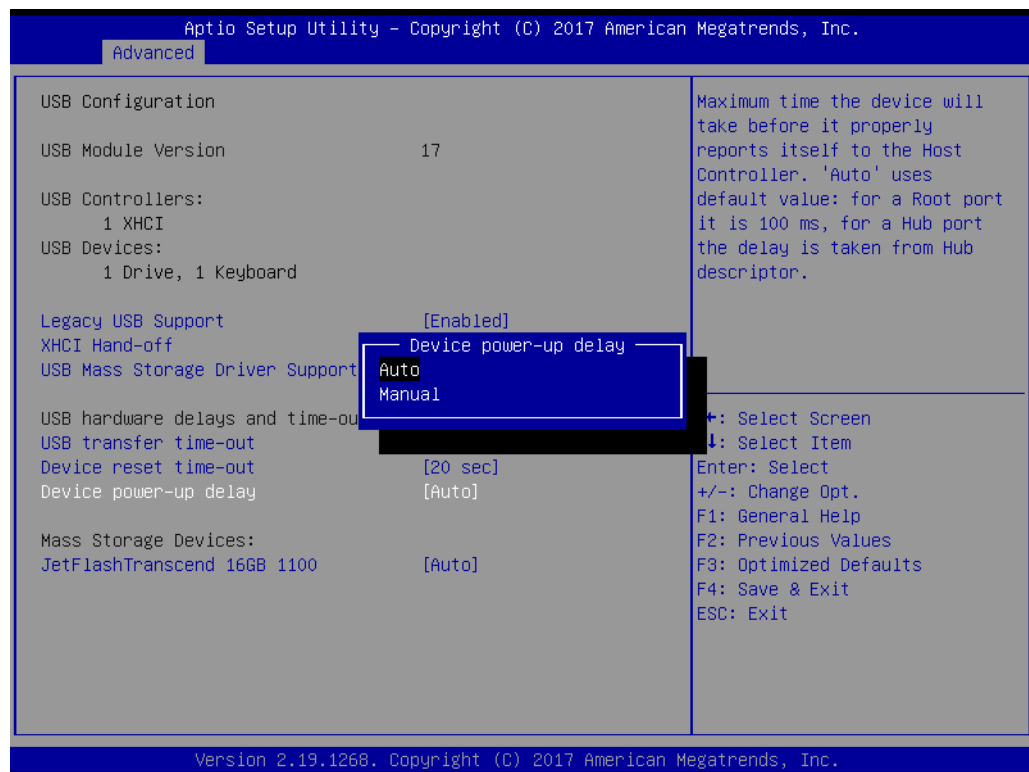 Aptio Setup Utility – Copyright (C) 2017 American Megatrends, Inc.
Advanced
USB Configuration
USB Module Version 17
USB Controllers:
1 XHCI
USB Devices:
1 Drive, 1 Keyboard
Legacy USB Support [Enabled]
XHCI Hand-off
USB Mass Storage Driver Support
USB hardware delays and
USB transfer time-out
Device reset time-out [20 sec]
Device power-up delay [Auto]
Mass Storage Devices:
JetFlashTranscend 16GB 1100 [Auto]
Device power-up delay
Auto
Manual
Maximum time the device will
take before it properly
reports itself to the Host
Controller. 'Auto' uses
default value: for a Root port
it is 100 ms, for a Hub port
the delay is taken from Hub
descriptor.
: Select Screen
: Select Item
Enter: Select
+/-: Change Opt.
F1: General Help
F2: Previous Values
F3: Optimized Defaults
F4: Save & Exit
ESC: Exit
Version 2.19.1268. Copyright (C) 2017 American Megatrends, Inc.